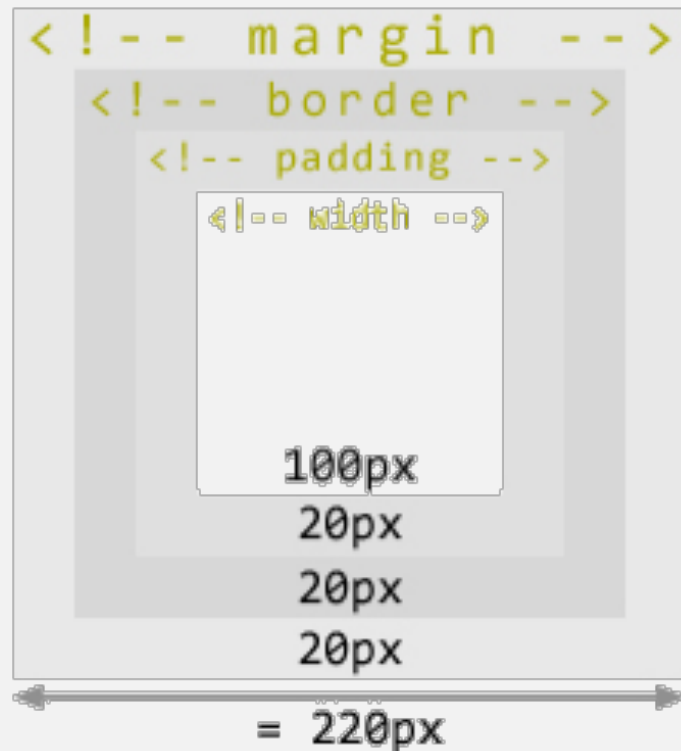 <!-- margin -->
<!-- border -->
<!-- padding -->
<!-- width -->
100px
20px
20px
20px
= 220px